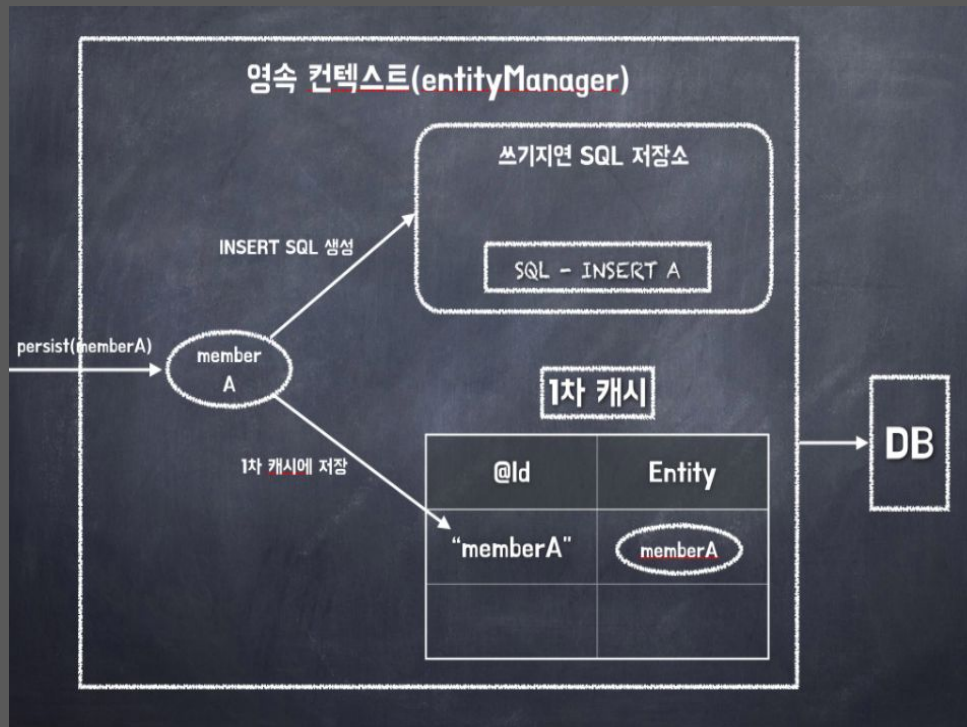 영속 컨텍스트(entityManager)
쓰기지연 SQL 저장소
INSERT SQL 생성
SQL - INSERT A
persist(memberA)
member
A
1차 캐시
1차 캐시에 저장
@Id
Entity
"memberA"
memberA
DB